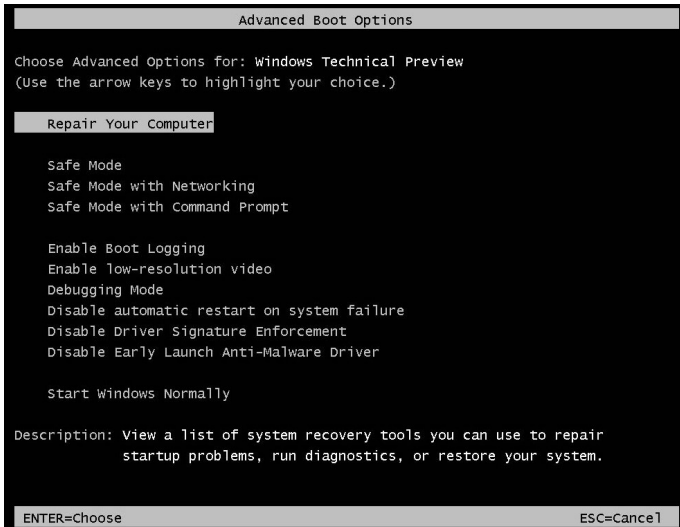 Advanced Boot Options
Choose Advanced Options for: Windows Technical Preview
(Use the arrow keys to highlight your choice.)
Repair Your Computer
Safe Mode
Safe Mode with Networking
Safe Mode with Command Prompt
Enable Boot Logging
Enable low-resolution video
Debugging Mode
Disable automatic restart on system failure
Disable Driver Signature Enforcement
Disable Early Launch Anti-Malware Driver
Start Windows Normally
Description: View a list of system recovery tools you can use to repair
startup problems, run diagnostics, or restore your system.
ENTER=Choose ESC=Cancel